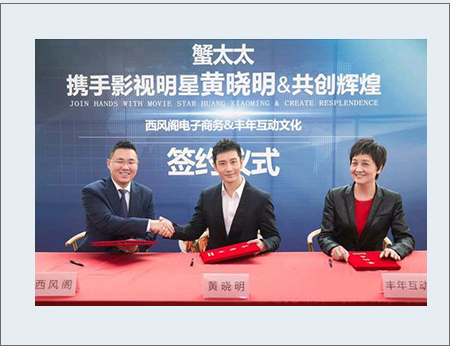 蟹太太
携手影视明星黄晓明&共创辉煌
JOIN HANDS WITH MOVIE STAR HUANG XIAOMING & CREATE RESPLENDENCE
西风阁电子商务&丰年互动文化
签约仪式
西风阁
黄晓明
丰年互动